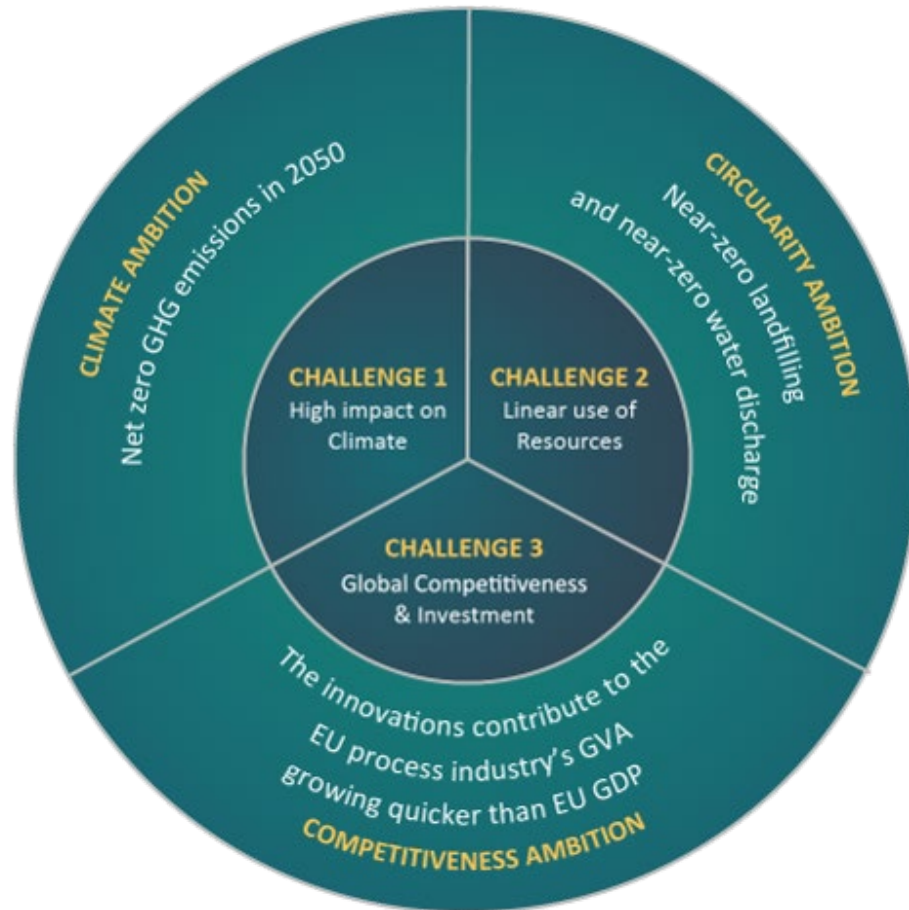 CLIMATE AMBITION
Net zero GHG emissions in 2050
CIRCULARITY AMBITION
Near-zero landfilling
and near-zero water discharge
CHALLENGE 1
High impact on
Climate
CHALLENGE 2
Linear use of
Resources
CHALLENGE 3
Global Competitiveness
& Investment
The innovations contribute to the
EU process industry's GVA
growing quicker than EU GDP
COMPETITIVENESS AMBITION